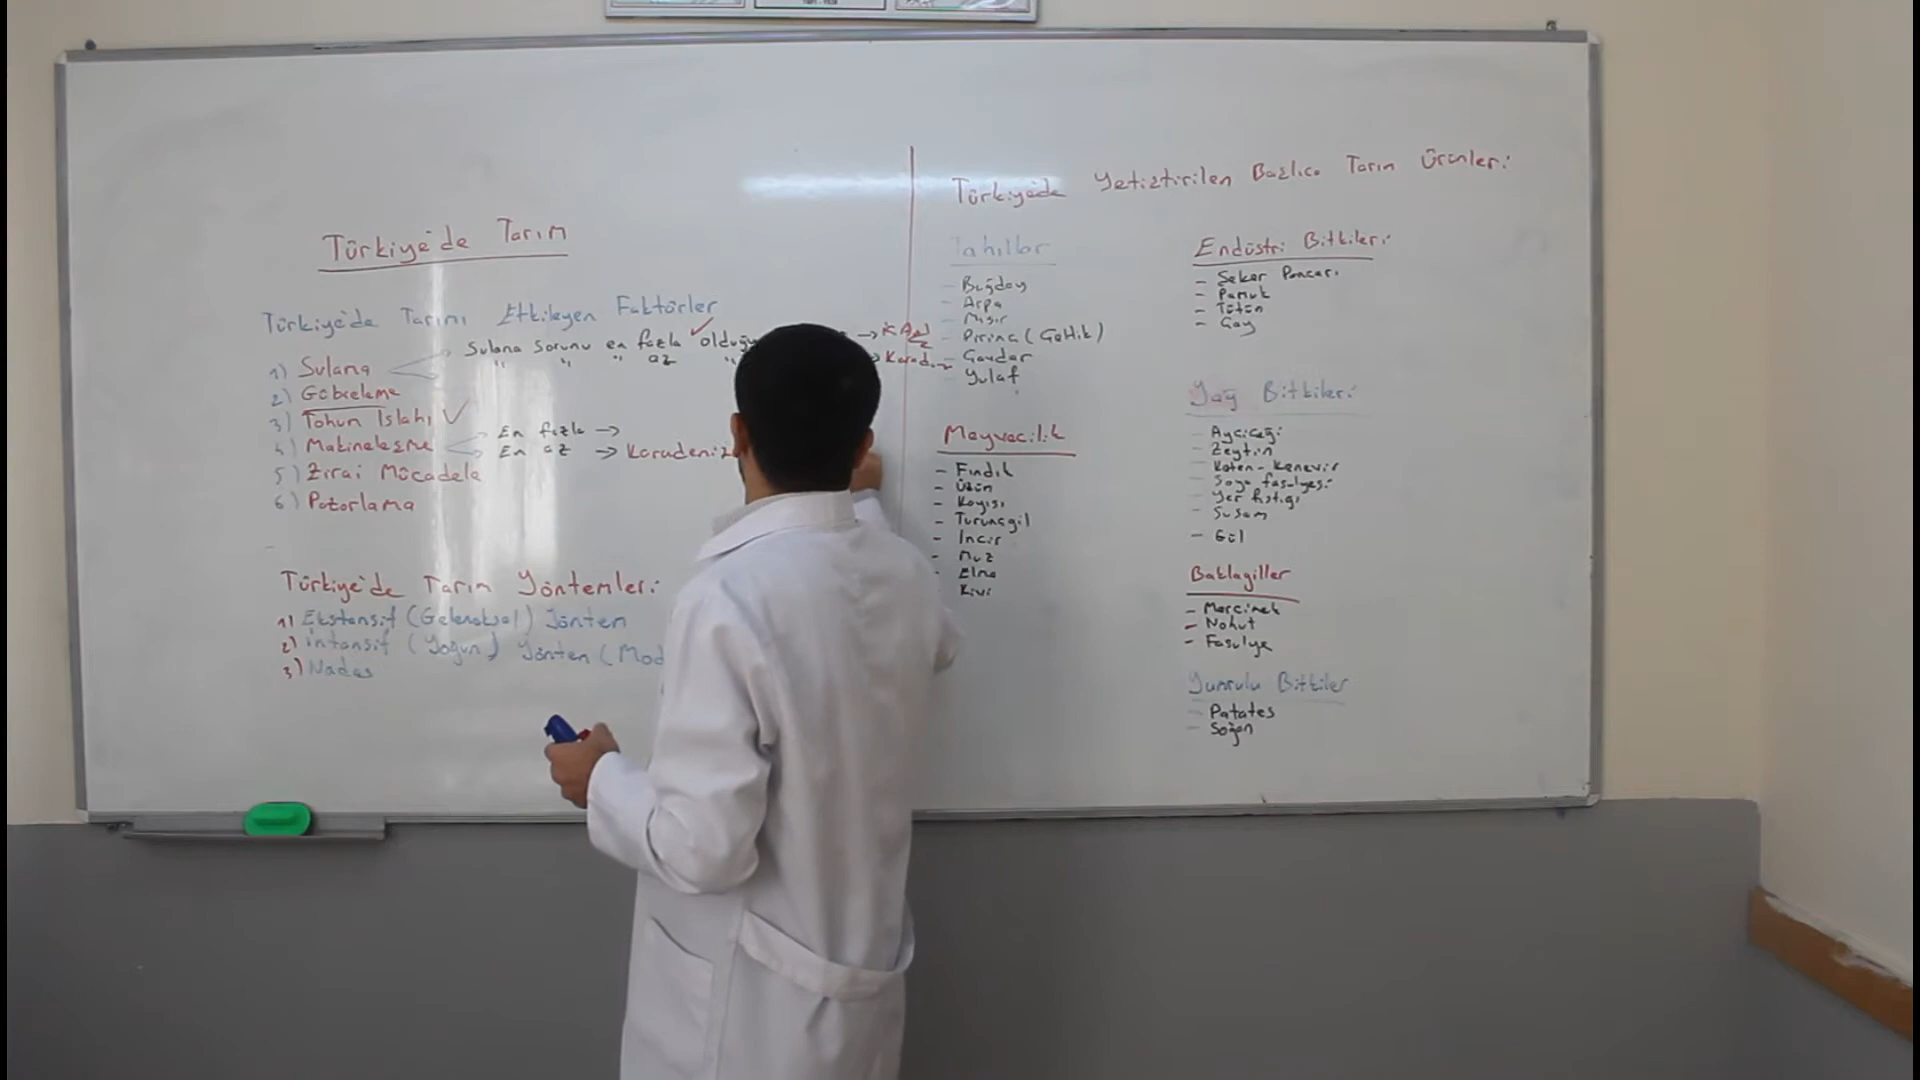 Türkiye'de Tarım
Türkiye'de Tarımı Etkileyen Faktörler
1) Sulama
Sulama Sorunu en fazla olduğu
" " " az "
2) Gübreleme
3) Tohum Islahı ✓
4) Makineleşme
En fazla →
En az → Karadeniz
5) Zirai Mücadele
6) Pazarlama
Türkiye'de Tarım Yöntemleri
1) Ekstansif (Geleneksel) Yöntem
2) İntansif (Yoğun) Yöntem (Mod
3) Nadas
Türkiye'de Yetiştirilen Başlıca Tarım Ürünleri
Tahıllar
- Buğday
- Arpa
- Mısır
- Pirinç (Çeltik)
- Çavdar
- Yulaf
Meyvecilik
- Fındık
- Üzüm
- Kayısı
- Turunçgil
- İncir
- Muz
- Elma
- Kivi
Endüstri Bitkileri
- Şeker Pancarı
- Pamuk
- Tütün
- Çay
Yağ Bitkileri
- Ayçiçeği
- Zeytin
- Keten-Kenevir
- Soya fasulyesi
- Yer fıstığı
- Susam
- Gül
Baklagiller
- Mercimek
- Nohut
- Fasulye
Yumrulu Bitkiler
- Patates
- Soğan